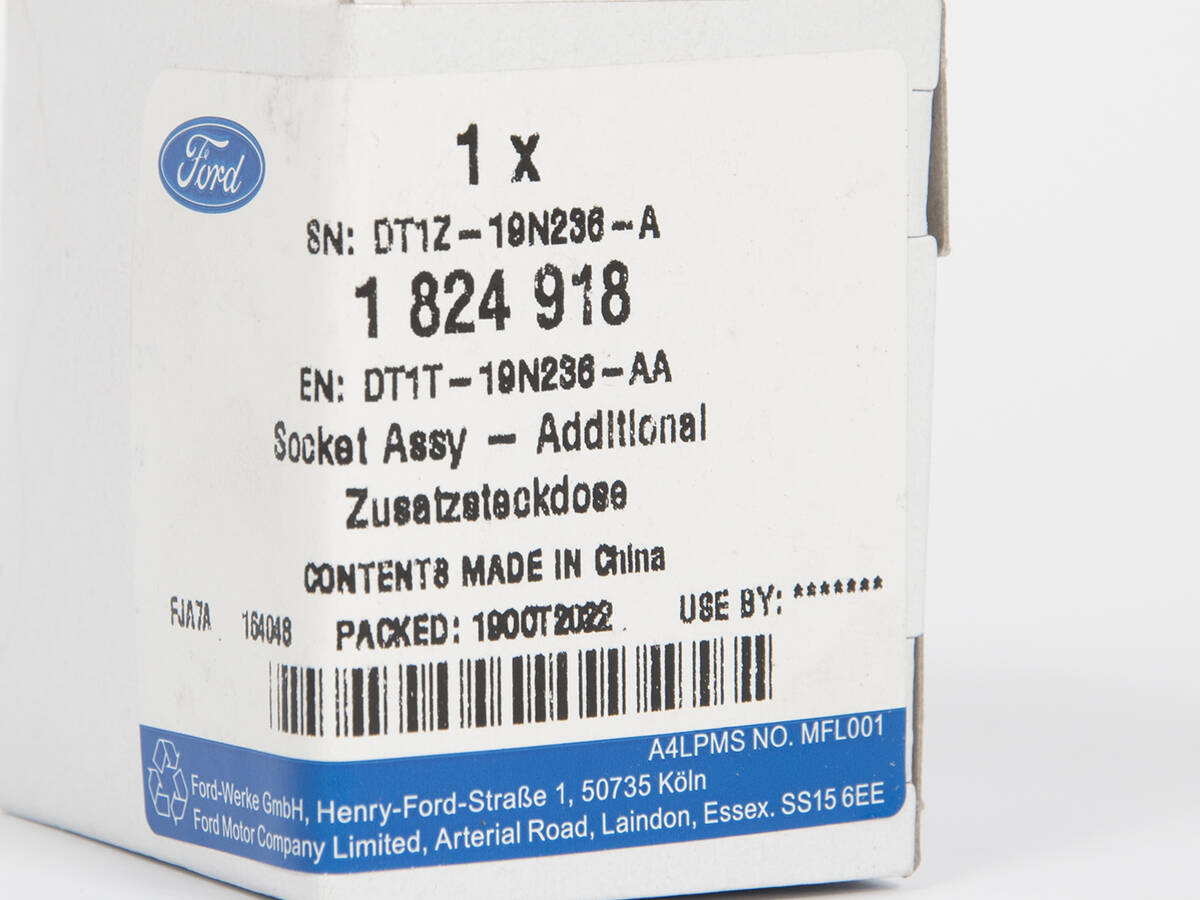 Ford
1 x
SN: DT1Z-19N236-A
1 824 918
EN: DT1T-19N236-AA
Socket Assy - Additional
Zusatzsteckdose
CONTENTS MADE IN China
FJA7A 164048 PACKED: 19OCT2022 USE BY: *******
A4LPMS NO. MFL001
Ford-Werke GmbH, Henry-Ford-Straße 1, 50735 Köln
Ford Motor Company Limited, Arterial Road, Laindon, Essex. SS15 6EE